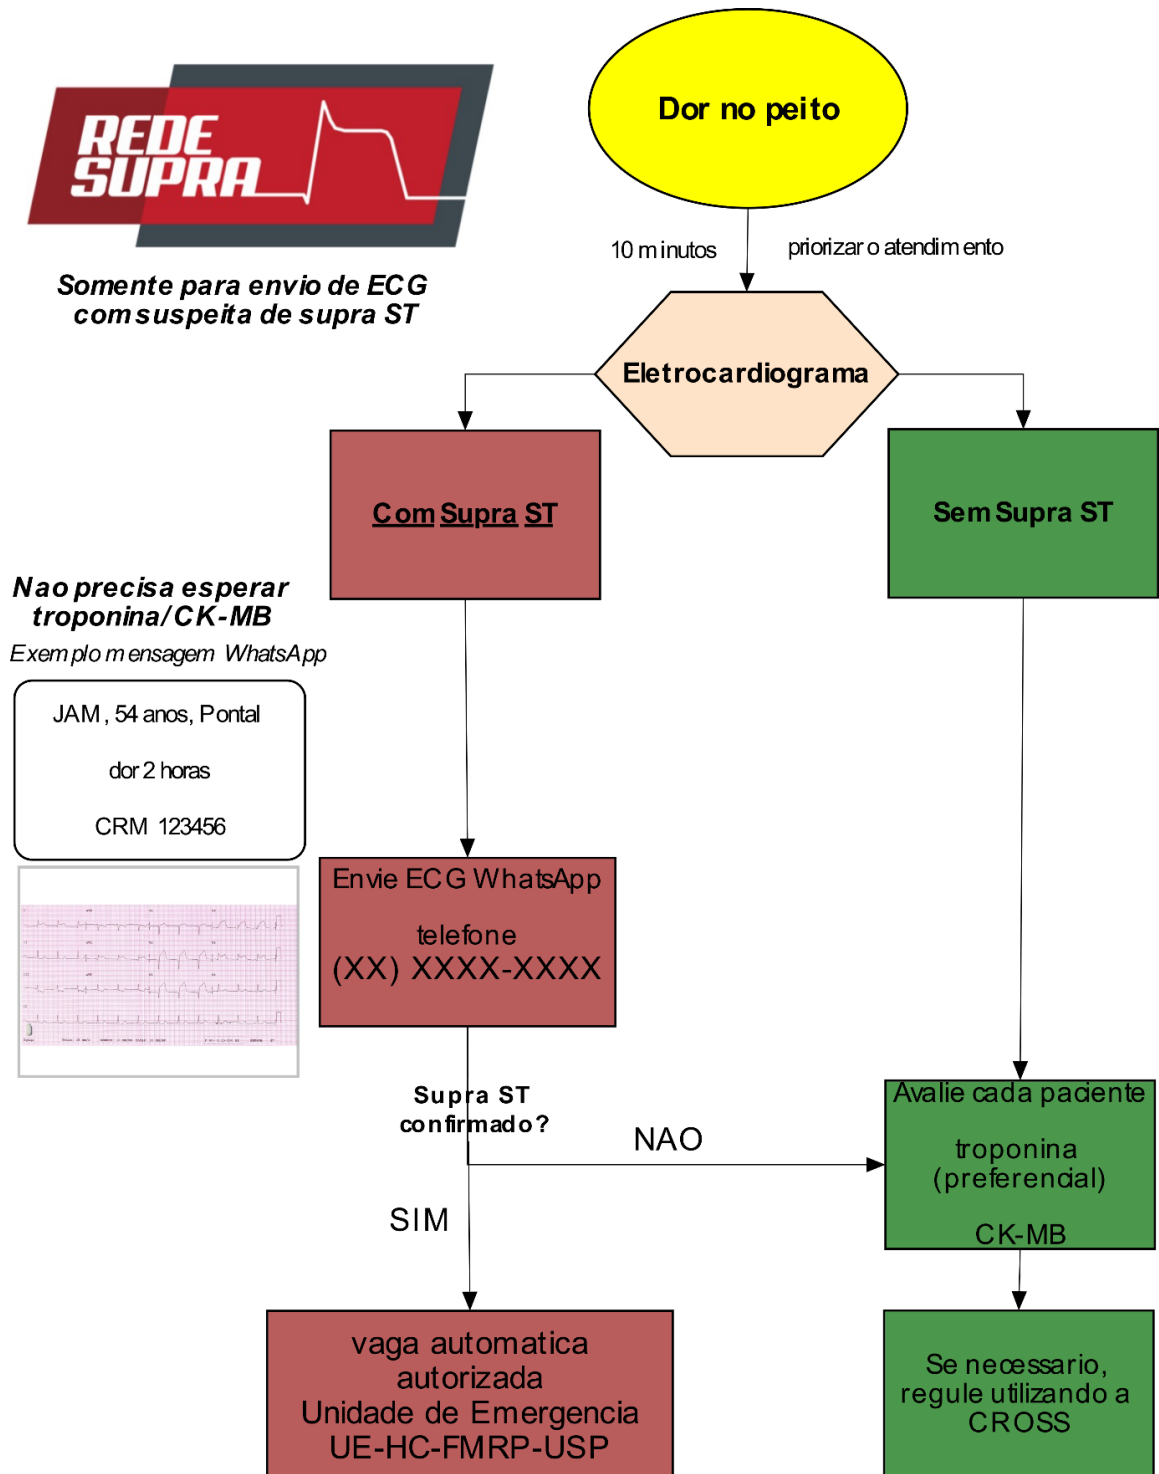 REDE
SUPRA
Somente para envio de ECG
com suspeita de supra ST
Dor no peito
10 minutos
priorizar o atendimento
Eletrocardiograma
Com Supra ST
Sem Supra ST
Nao precisa esperar
troponina/CK-MB
Exemplo mensagem WhatsApp
JAM, 54 anos, Pontal
dor 2 horas
CRM 123456
Envie ECG WhatsApp
telefone
(XX) XXXX-XXXX
Supra ST
confirmado?
NAO
SIM
Avalie cada paciente
troponina
(preferencial)
CK-MB
vaga automatica
autorizada
Unidade de Emergencia
UE-HC-FMRP-USP
Se necessario,
regule utilizando a
CROSS